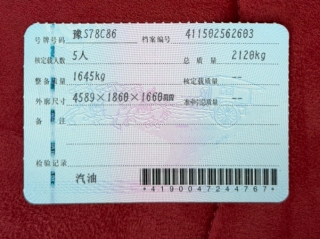 号牌号码 豫S78C86 档案编号 411502562603
核定载人数 5人 总 质 量 2120kg
整备质量 1645kg 核定载质量 --
外廓尺寸 4589×1860×1660mm 准牵引总质量 --
备 注
检验记录 汽油
*4190047244767*